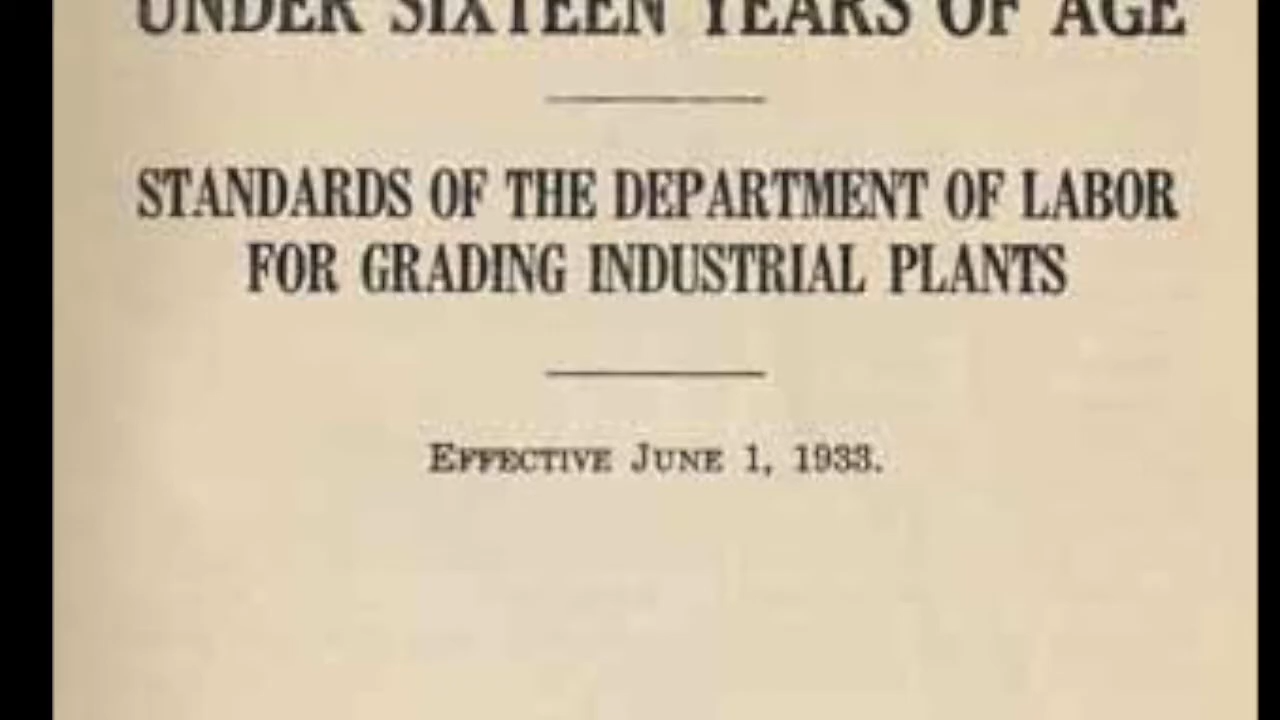 UNDER SIXTEEN YEARS OF AGE
STANDARDS OF THE DEPARTMENT OF LABOR
FOR GRADING INDUSTRIAL PLANTS
EFFECTIVE JUNE 1, 1933.